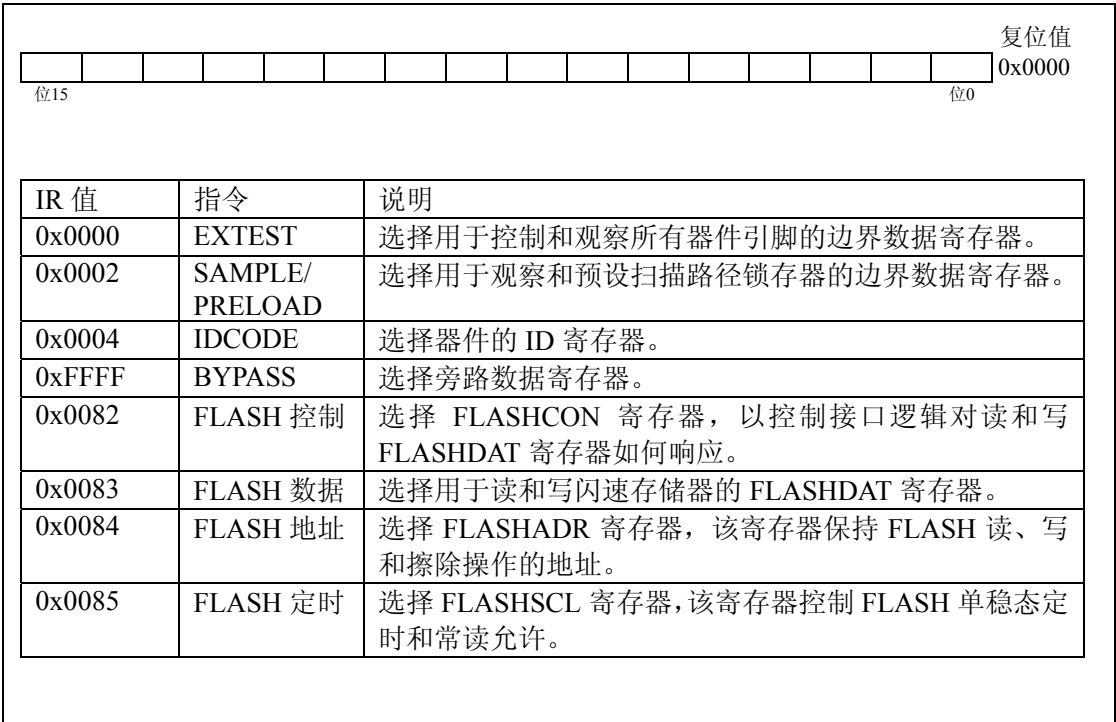 复位值
0x0000
位15 位0
IR 值 指令 说明
0x0000 EXTEST 选择用于控制和观察所有器件引脚的边界数据寄存器。
0x0002 SAMPLE/ 选择用于观察和预设扫描路径锁存器的边界数据寄存器。
PRELOAD
0x0004 IDCODE 选择器件的 ID 寄存器。
0xFFFF BYPASS 选择旁路数据寄存器。
0x0082 FLASH 控制 选择 FLASHCON 寄存器，以控制接口逻辑对读和写
FLASHDAT 寄存器如何响应。
0x0083 FLASH 数据 选择用于读和写闪速存储器的 FLASHDAT 寄存器。
0x0084 FLASH 地址 选择 FLASHADR 寄存器，该寄存器保持 FLASH 读、写
和擦除操作的地址。
0x0085 FLASH 定时 选择 FLASHSCL 寄存器，该寄存器控制 FLASH 单稳态定
时和常读允许。